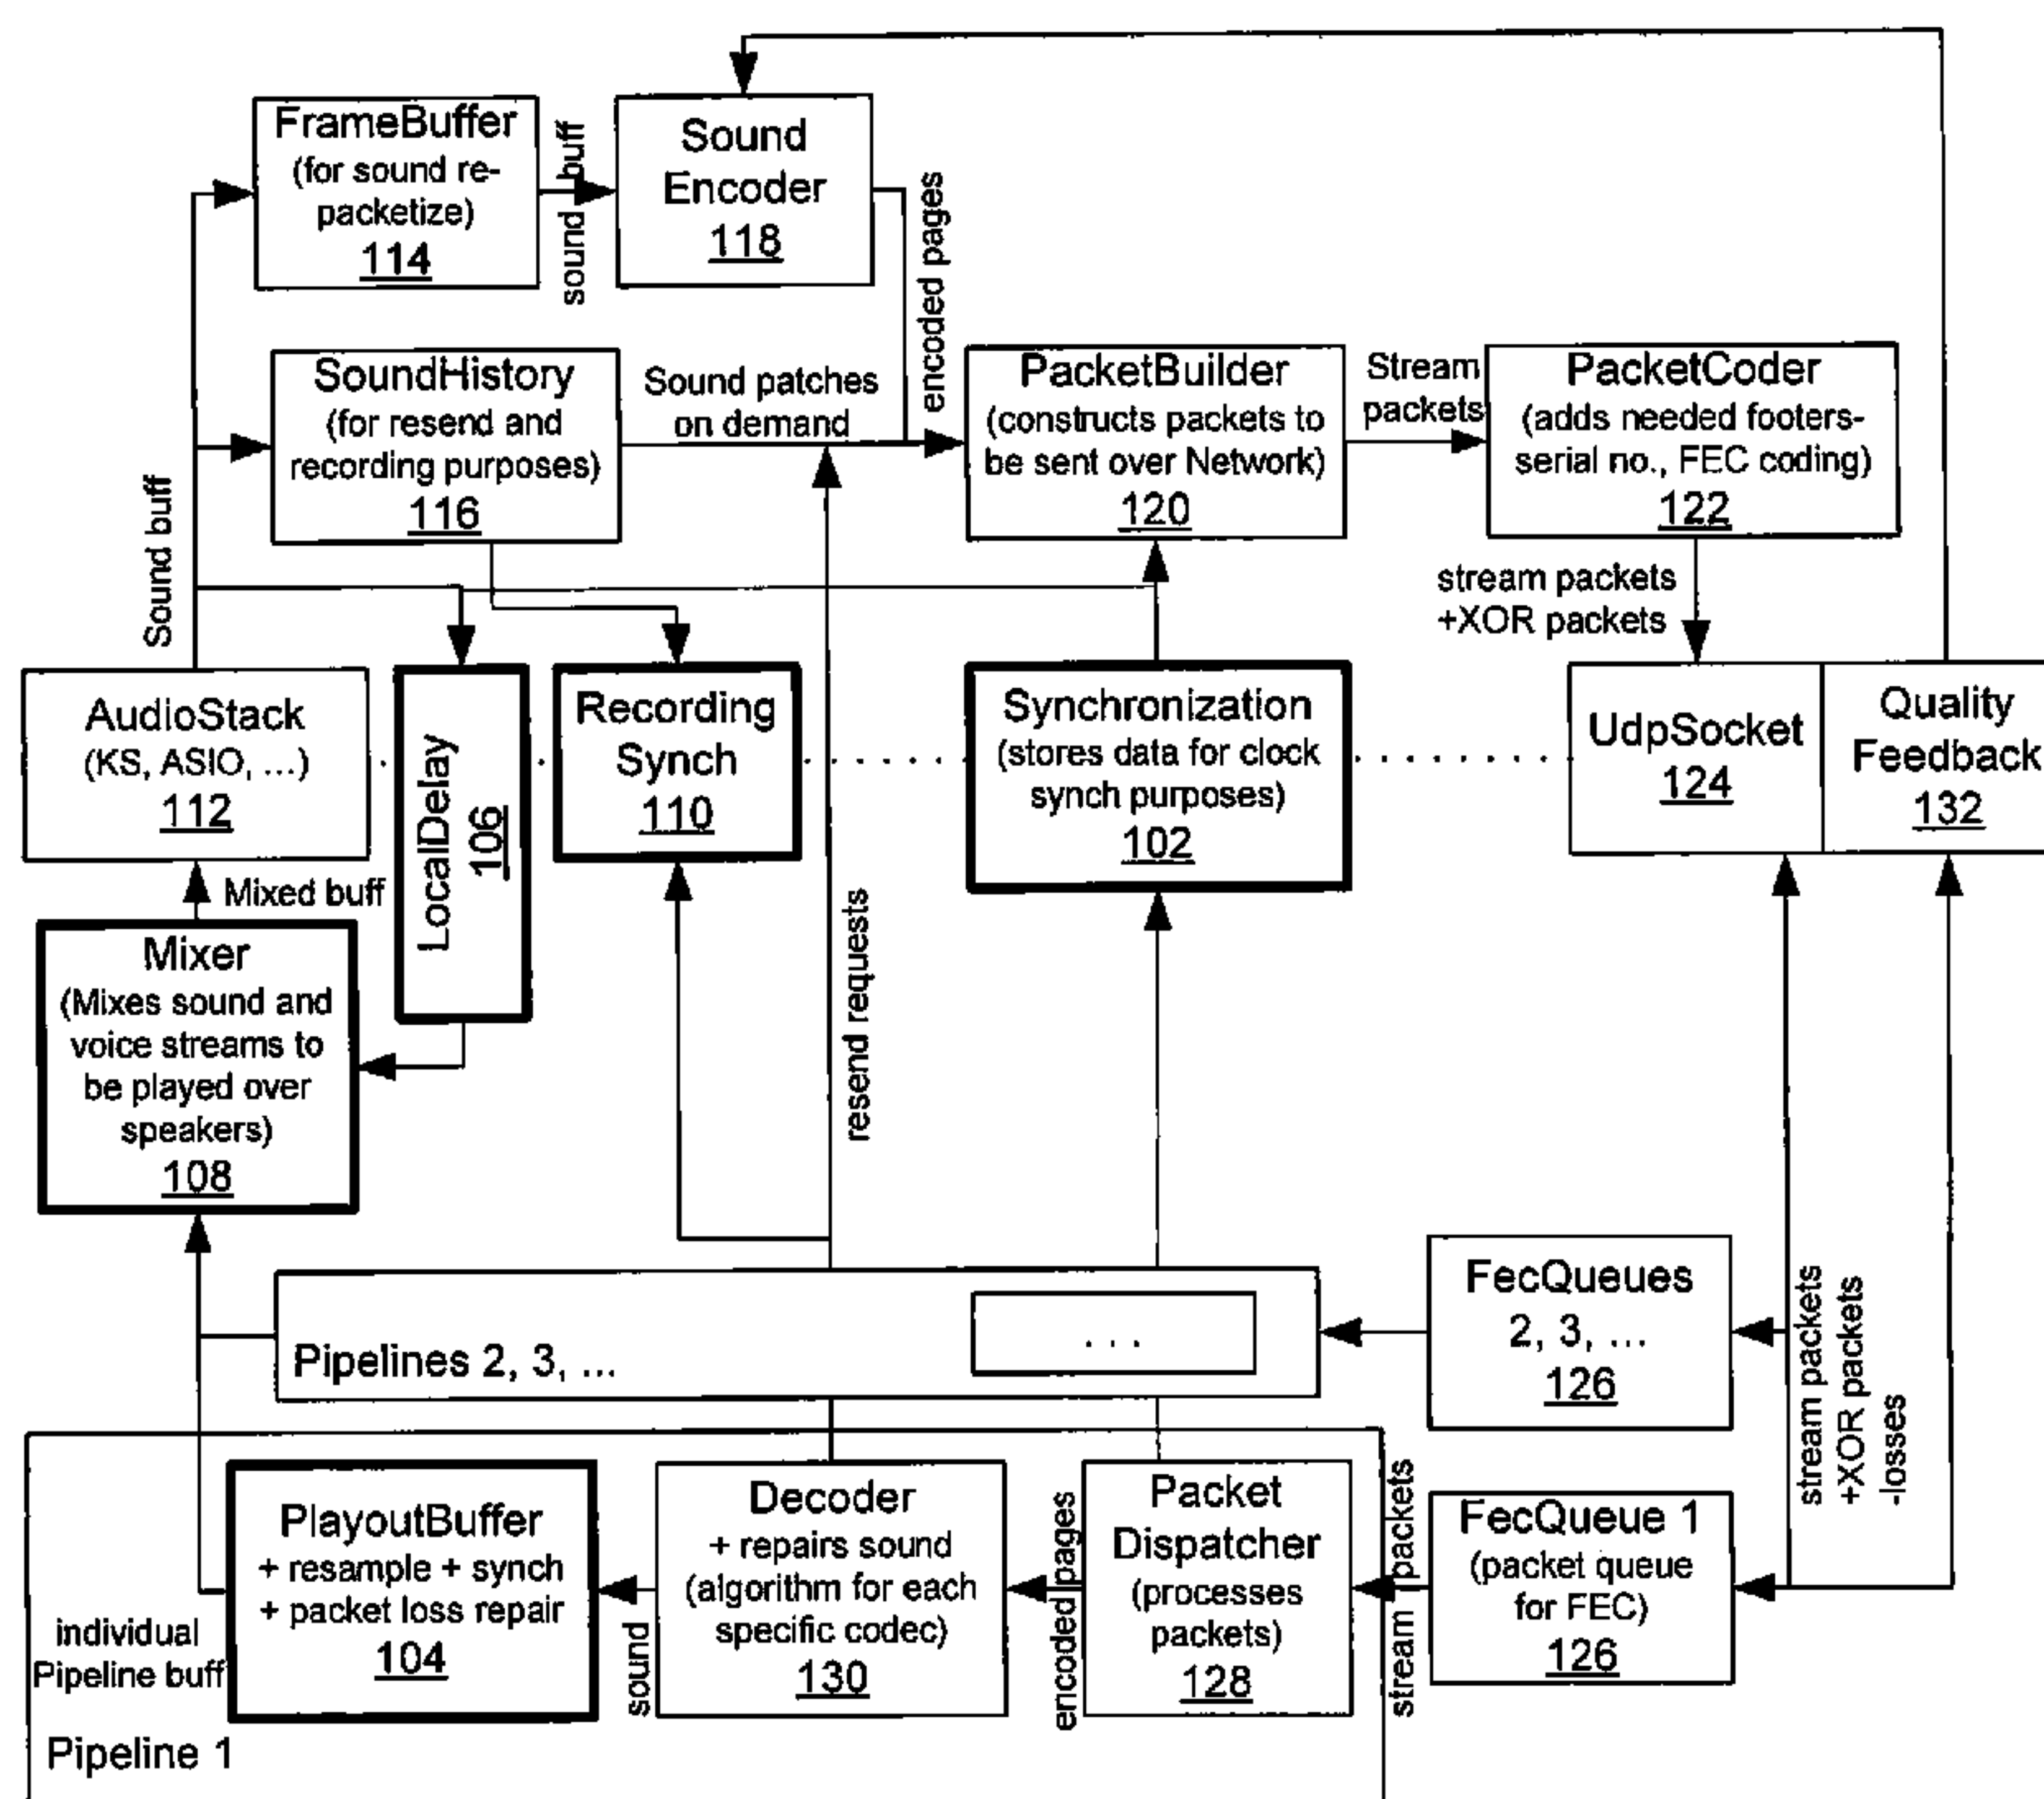 FrameBuffer
(for sound re-
packetize)
114
sound buff
Sound
Encoder
118
encoded pages
SoundHistory
(for resend and
recording purposes)
116
Sound patches
on demand
PacketBuilder
(constructs packets to
be sent over Network)
120
Stream
packets
PacketCoder
(adds needed footers-
serial no., FEC coding)
122
Sound buff
stream packets
+XOR packets
AudioStack
(KS, ASIO, ...)
112
LocalDelay
106
Recording
Synch
110
Synchronization
(stores data for clock
synch purposes)
102
UdpSocket
124
Quality
Feedback
132
Mixed buff
Mixer
(Mixes sound and
voice streams to
be played over
speakers)
108
resend requests
Pipelines 2, 3, ...
. . .
FecQueues
2, 3, ...
126
stream packets
+XOR packets
-losses
PlayoutBuffer
+ resample + synch
+ packet loss repair
104
individual
Pipeline buff
sound
Decoder
+ repairs sound
(algorithm for each
specific codec)
130
encoded pages
Packet
Dispatcher
(processes
packets)
128
stream packets
FecQueue 1
(packet queue
for FEC)
126
Pipeline 1